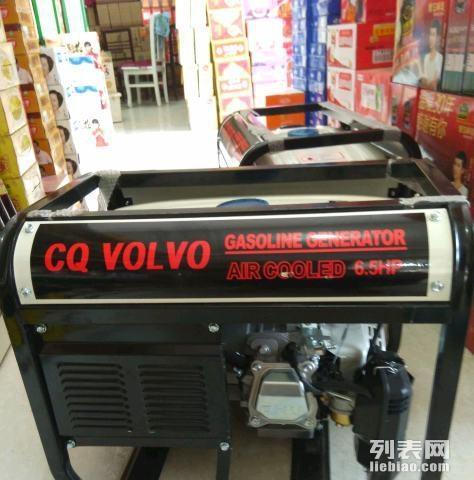 CQ VOLVO
GASOLINE GENERATOR
AIR COOLED 6.5HP
列表网
liebiao.com